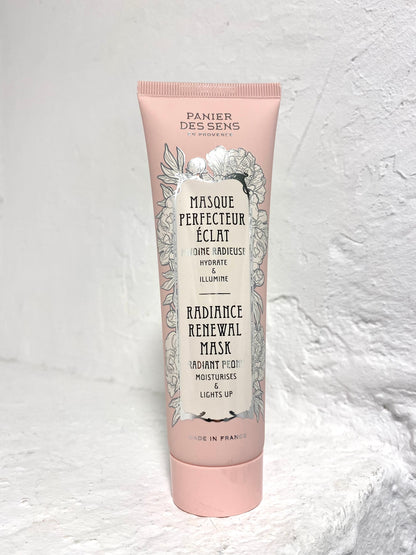 PANIER
DES SENS
EN PROVENCE
MASQUE
PERFECTEUR
ÉCLAT
PIVOINE RADIEUSE
HYDRATE
&
ILLUMINE
RADIANCE
RENEWAL
MASK
RADIANT PEONY
MOISTURISES
&
LIGHTS UP
MADE IN FRANCE